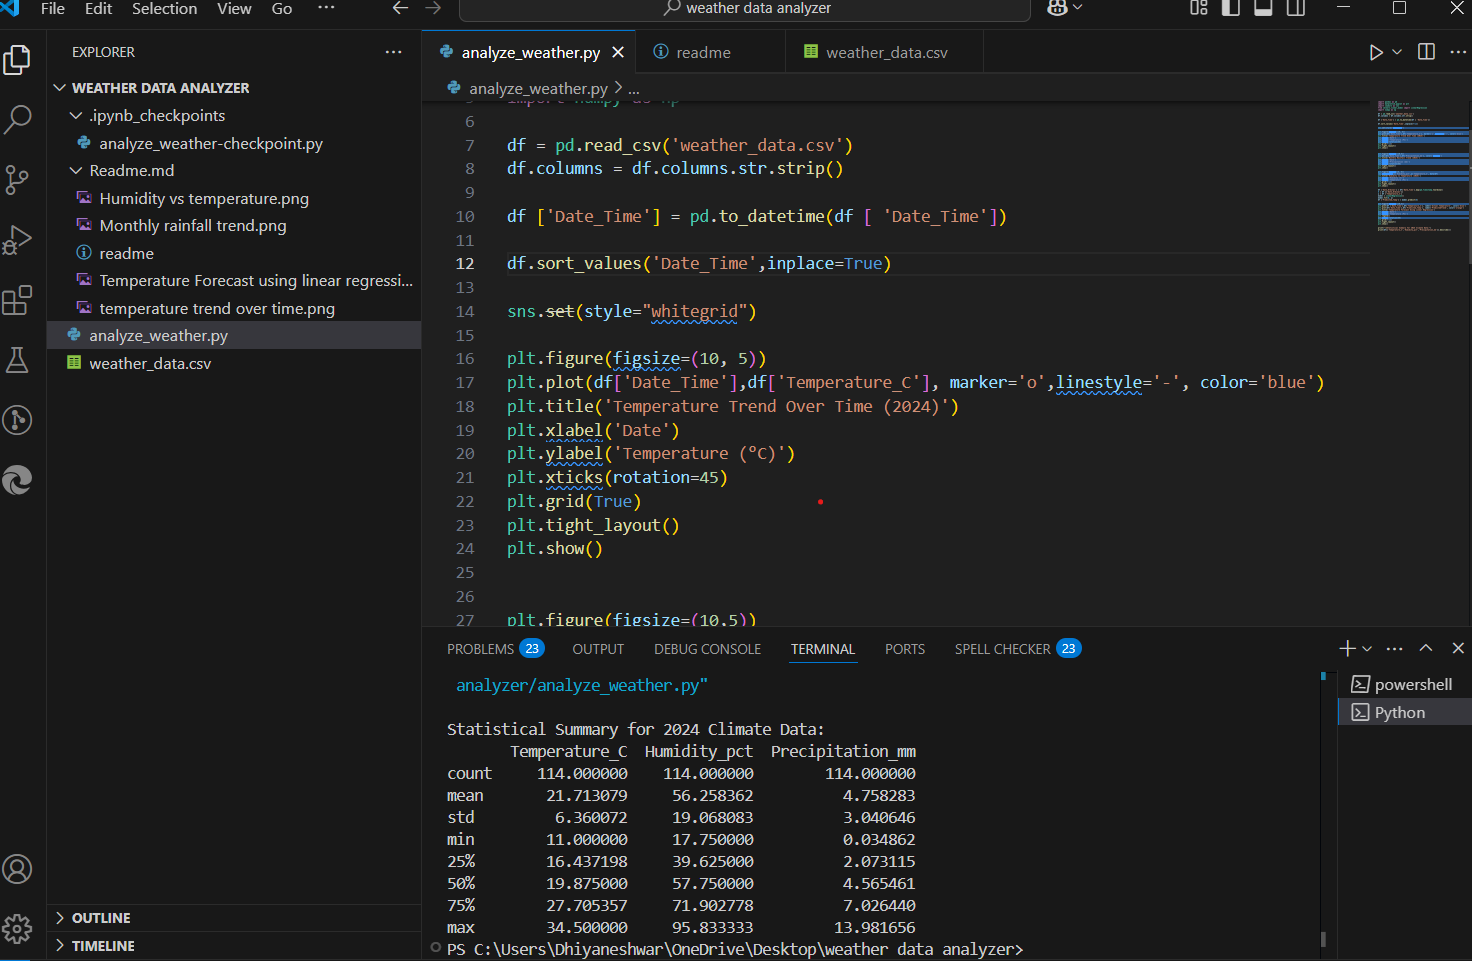 File Edit Selection View Go ··· weather data analyzer
EXPLORER ···
WEATHER DATA ANALYZER
.ipynb_checkpoints
analyze_weather-checkpoint.py
Readme.md
Humidity vs temperature.png
Monthly rainfall trend.png
readme
Temperature Forecast using linear regressi...
temperature trend over time.png
analyze_weather.py
weather_data.csv
OUTLINE
TIMELINE
analyze_weather.py readme weather_data.csv
analyze_weather.py > ...
5 import numpy as np
6
7 df = pd.read_csv('weather_data.csv')
8 df.columns = df.columns.str.strip()
9
10 df ['Date_Time'] = pd.to_datetime(df [ 'Date_Time'])
11
12 df.sort_values('Date_Time',inplace=True)
13
14 sns.set(style="whitegrid")
15
16 plt.figure(figsize=(10, 5))
17 plt.plot(df['Date_Time'],df['Temperature_C'], marker='o',linestyle='-', color='blue')
18 plt.title('Temperature Trend Over Time (2024)')
19 plt.xlabel('Date')
20 plt.ylabel('Temperature (°C)')
21 plt.xticks(rotation=45)
22 plt.grid(True)
23 plt.tight_layout()
24 plt.show()
25
26
27 plt.figure(figsize=(10,5))
PROBLEMS 23 OUTPUT DEBUG CONSOLE TERMINAL PORTS SPELL CHECKER 23
analyzer/analyze_weather.py"
Statistical Summary for 2024 Climate Data:
Temperature_C Humidity_pct Precipitation_mm
count 114.000000 114.000000 114.000000
mean 21.713079 56.258362 4.758283
std 6.360072 19.068083 3.040646
min 11.000000 17.750000 0.034862
25% 16.437198 39.625000 2.073115
50% 19.875000 57.750000 4.565461
75% 27.705357 71.902778 7.026440
max 34.500000 95.833333 13.981656
PS C:\Users\Dhiyaneshwar\OneDrive\Desktop\weather data analyzer>
powershell
Python